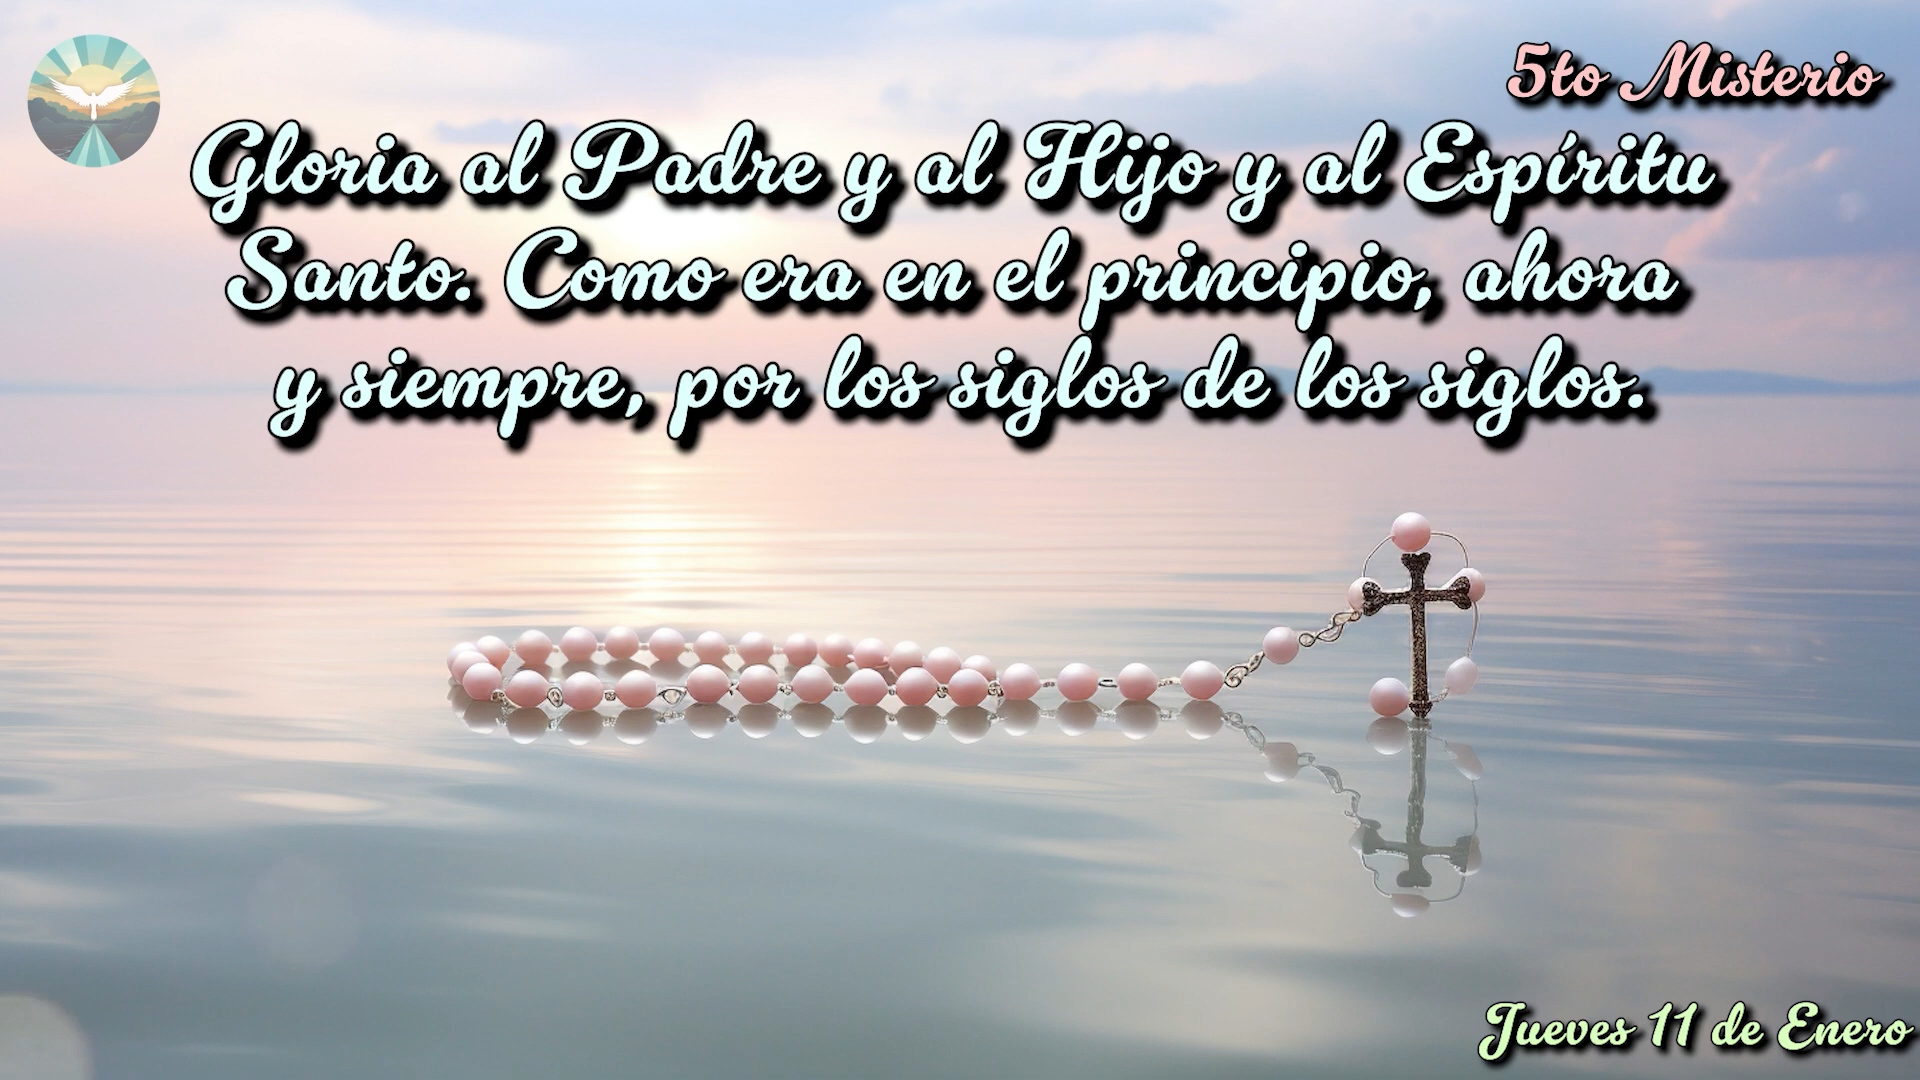 5to Misterio
Gloria al Padre y al Hijo y al Espíritu
Santo. Como era en el principio, ahora
y siempre, por los siglos de los siglos.
Jueves 11 de Enero